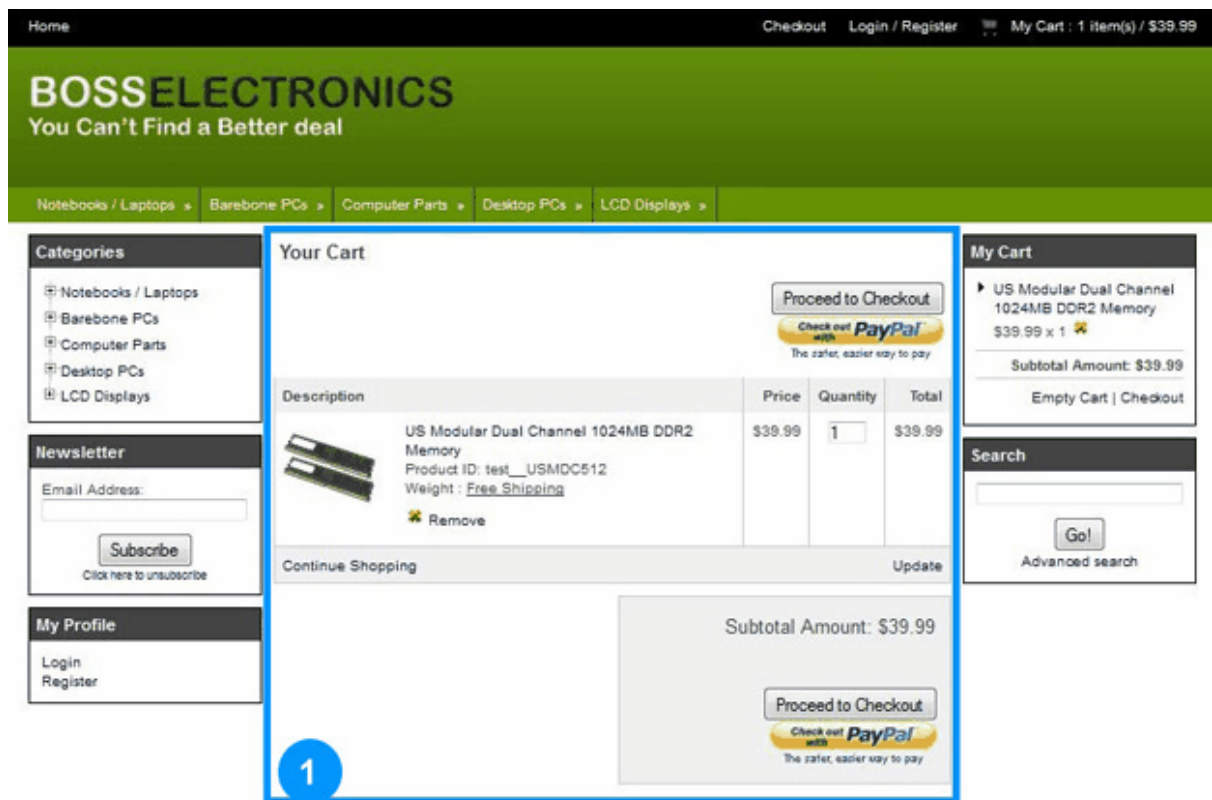 Home
Checkout Login / Register My Cart : 1 item(s) / $39.99
BOSSELECTRONICS
You Can't Find a Better deal
Notebooks / Laptops » Barebone PCs » Computer Parts » Desktop PCs » LCD Displays »
Categories
Notebooks / Laptops
Barebone PCs
Computer Parts
Desktop PCs
LCD Displays
Newsletter
Email Address:
Subscribe
Click here to unsubscribe
My Profile
Login
Register
Your Cart
Proceed to Checkout
Check out with PayPal
The safer, easier way to pay
Description Price Quantity Total
US Modular Dual Channel 1024MB DDR2 $39.99 1 $39.99
Memory
Product ID: test__USMDC512
Weight : Free Shipping
Remove
Continue Shopping Update
Subtotal Amount: $39.99
Proceed to Checkout
Check out with PayPal
The safer, easier way to pay
1
My Cart
US Modular Dual Channel
1024MB DDR2 Memory
$39.99 x 1
Subtotal Amount: $39.99
Empty Cart | Checkout
Search
Go!
Advanced search